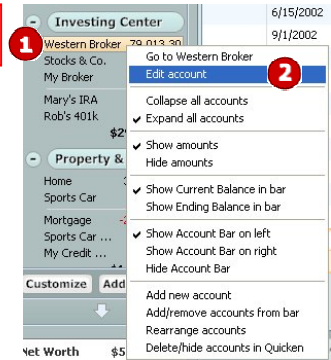 Investing Center
6/15/2002
1
Western Broker 79,013.30
9/1/2002
Stocks & Co.
My Broker
Mary's IRA
Rob's 401k
$29
Property &
Home
Sports Car
Mortgage
Sports Car ...
My Credit ...
Customize Add
Net Worth $5
Go to Western Broker
Edit account
2
Collapse all accounts
Expand all accounts
Show amounts
Hide amounts
Show Current Balance in bar
Show Ending Balance in bar
Show Account Bar on left
Show Account Bar on right
Hide Account Bar
Add new account
Add/remove accounts from bar
Rearrange accounts
Delete/hide accounts in Quicken